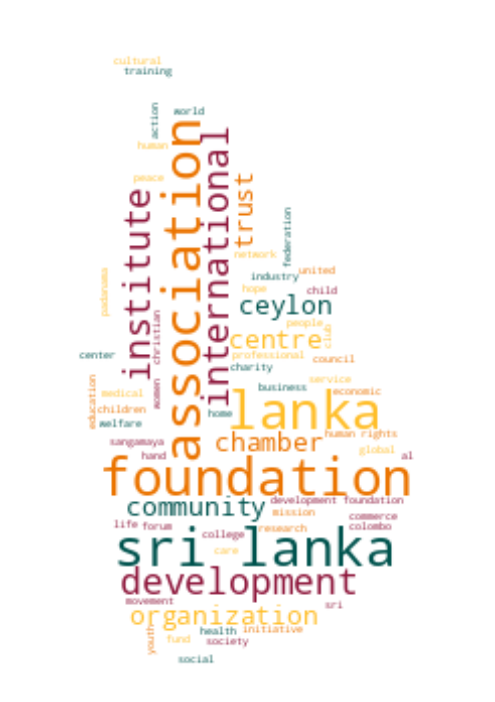 cultural
training
action
world
human
peace
association
international
institute
trust
federation
network
industry
united
padanama
hope
child
ceylon
christian
people
centre
club
center
professional
council
charity
education
women
service
business
medical
economic
children
home
lanka
welfare
sangamaya
chamber
human rights
hand
global
al
foundation
community
development foundation
mission
commerce
life
forum
research
colombo
college
sri lanka
care
development
movement
sri
organization
youth
health
initiative
fund
society
social